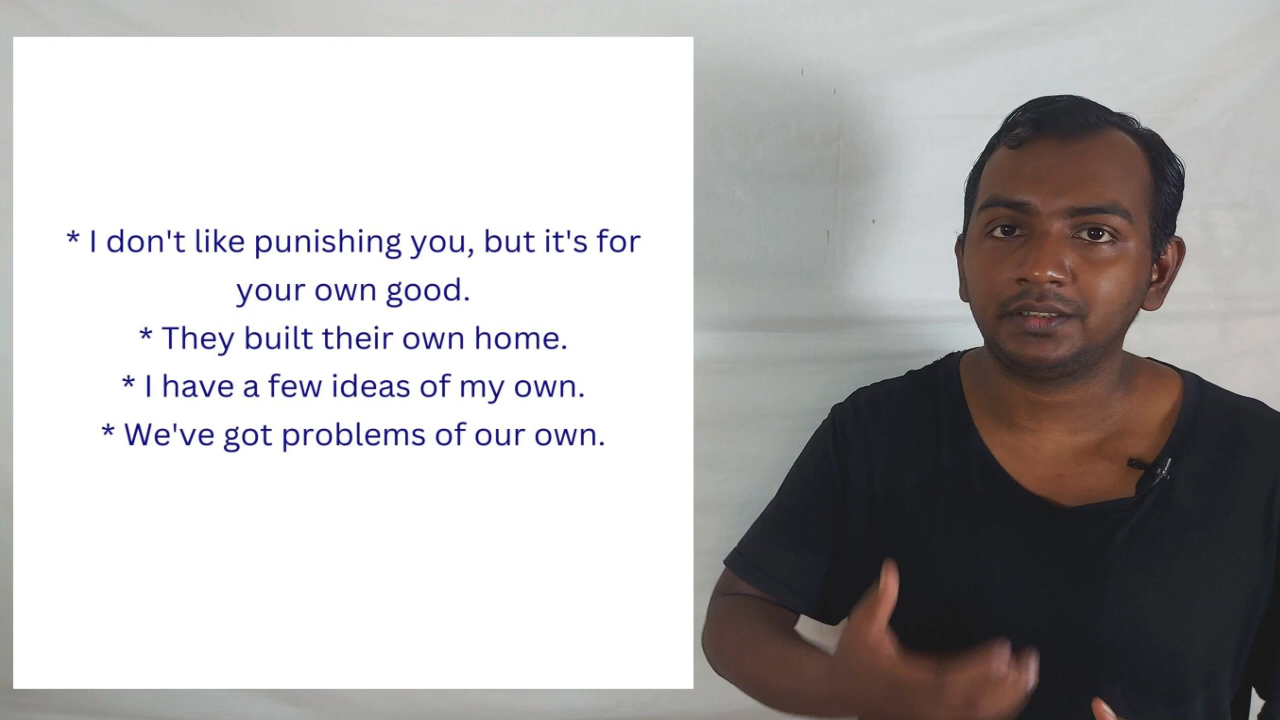 * I don't like punishing you, but it's for
your own good.
* They built their own home.
* I have a few ideas of my own.
* We've got problems of our own.